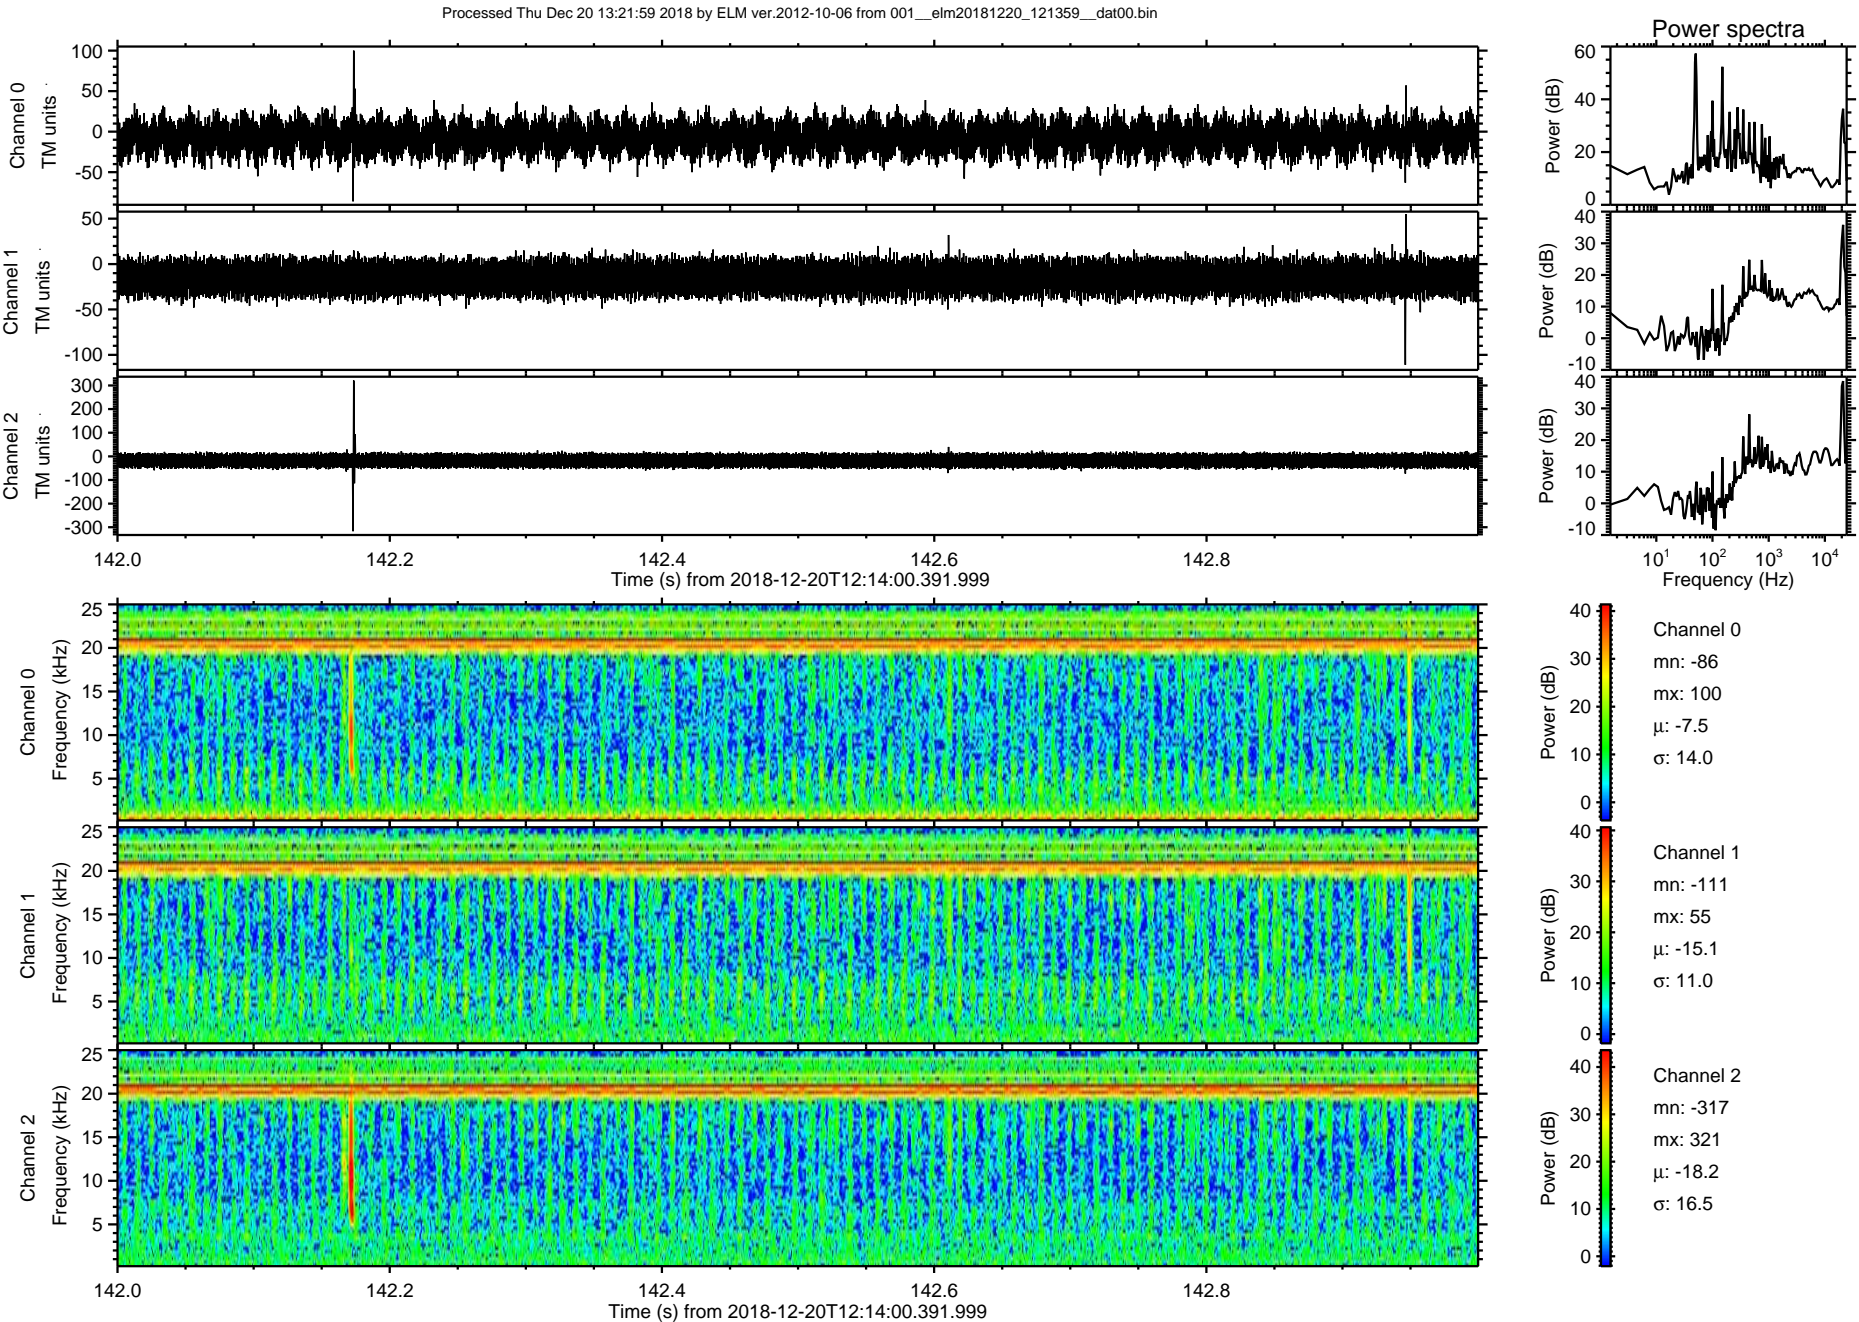 Processed Thu Dec 20 13:21:59 2018 by ELM ver.2012-10-06 from 001__elm20181220_121359__dat00.bin
Power spectra
Channel 0
TM units
100
50
0
-50
Power (dB)
60
40
20
0
Channel 1
TM units
50
0
-50
-100
Power (dB)
40
30
20
10
0
-10
Channel 2
TM units
300
200
100
0
-100
-200
-300
Power (dB)
40
30
20
10
0
-10
142.0 142.2 142.4 142.6 142.8
Time (s) from 2018-12-20T12:14:00.391.999
10^1 10^2 10^3 10^4
Frequency (Hz)
Channel 0
Frequency (kHz)
25
20
15
10
5
Power (dB)
40
30
20
10
0
Channel 0
mn: -86
mx: 100
μ: -7.5
σ: 14.0
Channel 1
Frequency (kHz)
25
20
15
10
5
Power (dB)
40
30
20
10
0
Channel 1
mn: -111
mx: 55
μ: -15.1
σ: 11.0
Channel 2
Frequency (kHz)
25
20
15
10
5
Power (dB)
40
30
20
10
0
Channel 2
mn: -317
mx: 321
μ: -18.2
σ: 16.5
142.0 142.2 142.4 142.6 142.8
Time (s) from 2018-12-20T12:14:00.391.999